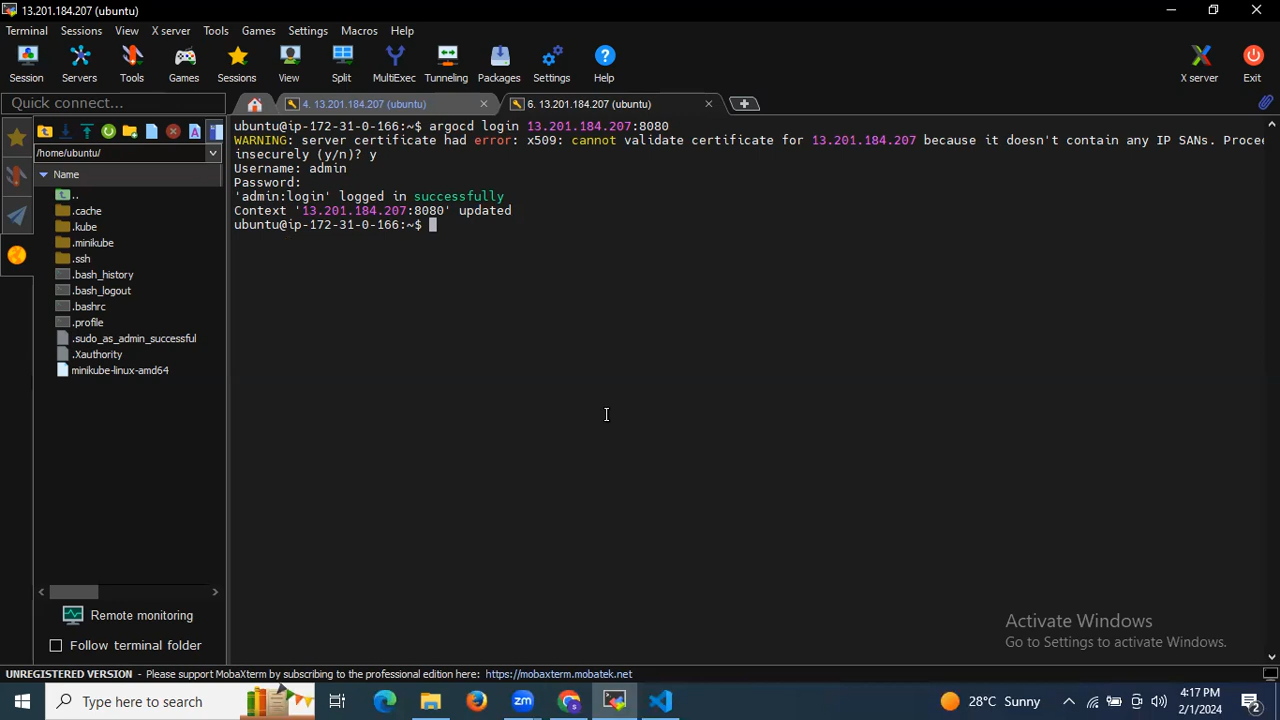 13.201.184.207 (ubuntu)
Terminal Sessions View X server Tools Games Settings Macros Help
Session Servers Tools Games Sessions View Split MultiExec Tunneling Packages Settings Help X server Exit
Quick connect... 4. 13.201.184.207 (ubuntu) 6. 13.201.184.207 (ubuntu)
/home/ubuntu/
Name
..
.cache
.kube
.minikube
.ssh
.bash_history
.bash_logout
.bashrc
.profile
.sudo_as_admin_successful
.Xauthority
minikube-linux-amd64
Remote monitoring
Follow terminal folder
ubuntu@ip-172-31-0-166:~$ argocd login 13.201.184.207:8080
WARNING: server certificate had error: x509: cannot validate certificate for 13.201.184.207 because it doesn't contain any IP SANs. Procee
insecurely (y/n)? y
Username: admin
Password:
'admin:login' logged in successfully
Context '13.201.184.207:8080' updated
ubuntu@ip-172-31-0-166:~$
Activate Windows
Go to Settings to activate Windows.
UNREGISTERED VERSION - Please support MobaXterm by subscribing to the professional edition here: https://mobaxterm.mobatek.net
Type here to search
zm
28°C Sunny
4:17 PM
2/1/2024
2